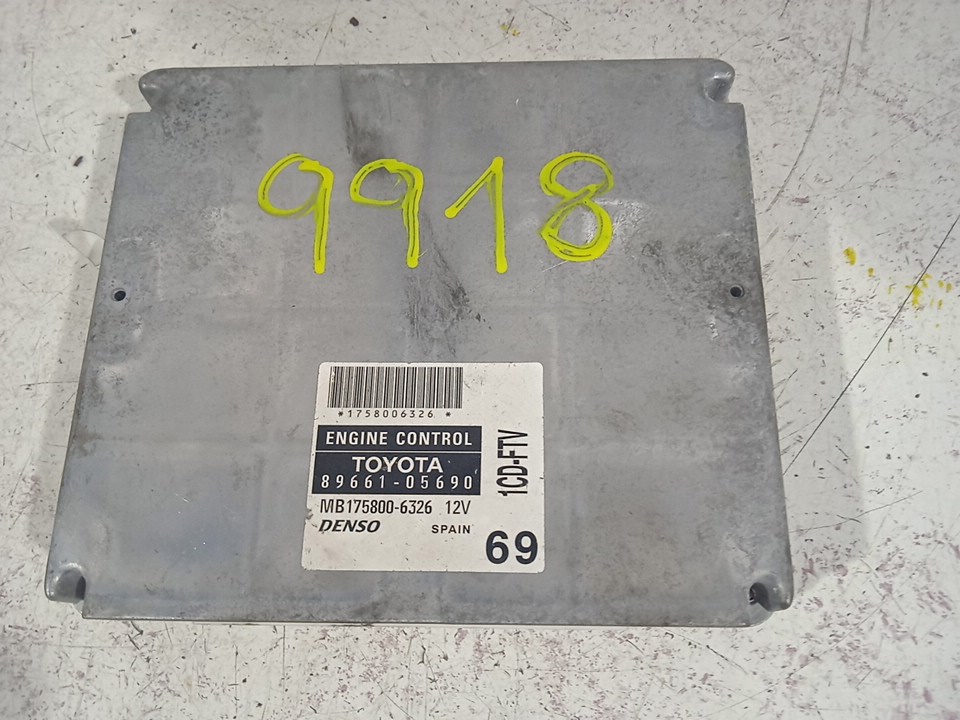 9918
*1758006326*
ENGINE CONTROL
TOYOTA
89661-05690
1CD-FTV
MB175800-6326 12V
DENSO SPAIN
69